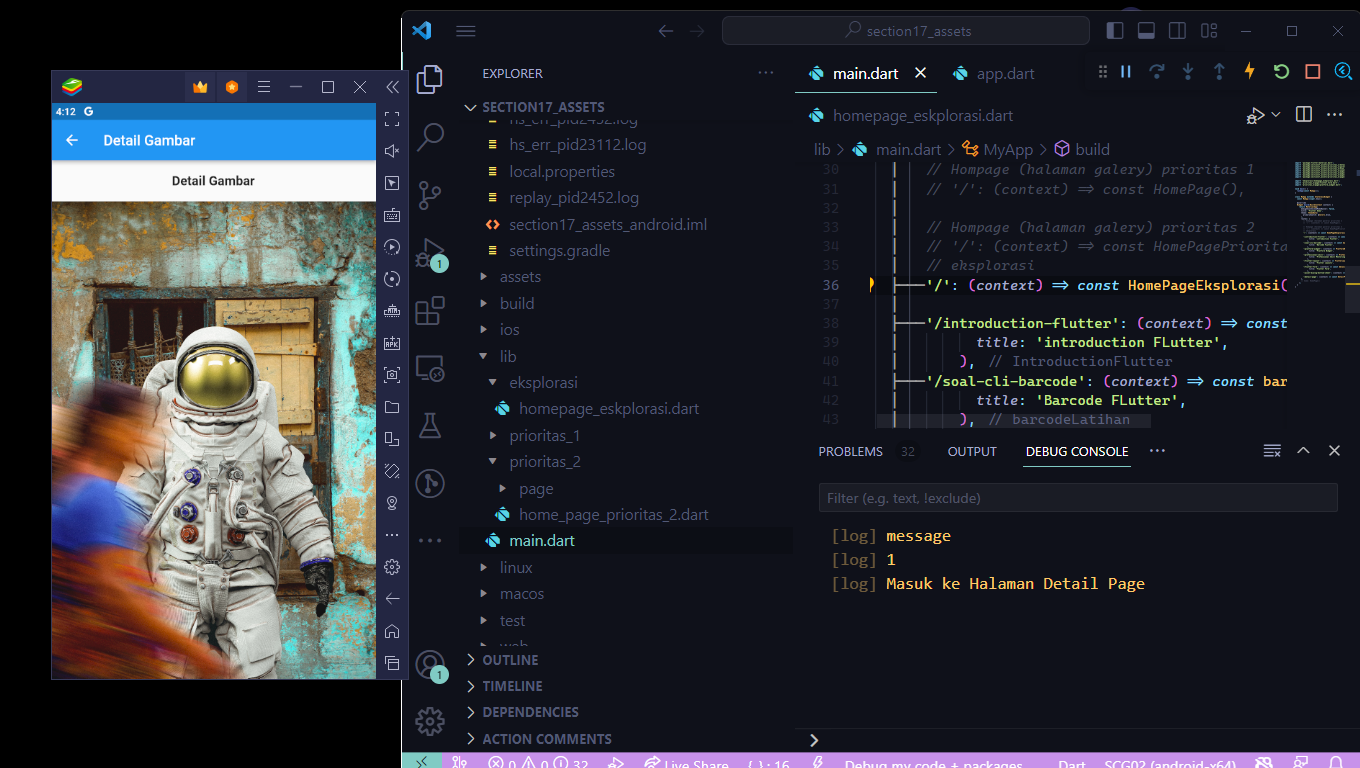 4:12 G
Detail Gambar
Detail Gambar
APK
section17_assets
EXPLORER
SECTION17_ASSETS
hs_err_pid2452.log
hs_err_pid23112.log
local.properties
replay_pid2452.log
section17_assets_android.iml
settings.gradle
assets
build
ios
lib
eksplorasi
homepage_eskplorasi.dart
prioritas_1
prioritas_2
page
home_page_prioritas_2.dart
main.dart
linux
macos
test
web
OUTLINE
TIMELINE
DEPENDENCIES
ACTION COMMENTS
1
1
main.dart
app.dart
homepage_eskplorasi.dart
lib > main.dart > MyApp > build
30 // Hompage (halaman galery) prioritas 1
31 // '/': (context) => const HomePage(),
32
33 // Hompage (halaman galery) prioritas 2
34 // '/': (context) => const HomePagePriorita
35 // eksplorasi
36 '/': (context) => const HomePageEksplorasi(
37
38 '/introduction-flutter': (context) => const
39 title: 'introduction FLutter',
40 ), // IntroductionFlutter
41 '/soal-cli-barcode': (context) => const bar
42 title: 'Barcode FLutter',
43 ), // barcodeLatihan
PROBLEMS 32 OUTPUT DEBUG CONSOLE
Filter (e.g. text, !exclude)
[log] message
[log] 1
[log] Masuk ke Halaman Detail Page
0 0 32 Live Share { } : 16 Debug my code + packages Dart SCG02 (android-x64)